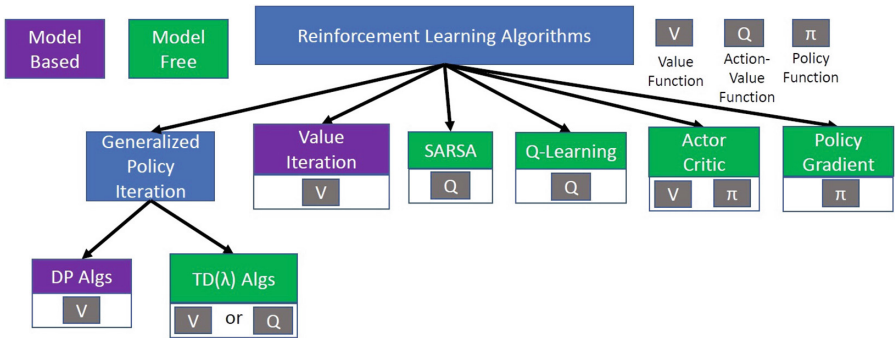 Model
Based
Model
Free
Reinforcement Learning Algorithms
V
Value
Function
Q
Action-
Value
Function
π
Policy
Function
Generalized
Policy
Iteration
Value
Iteration
V
SARSA
Q
Q-Learning
Q
Actor
Critic
V π
Policy
Gradient
π
DP Algs
V
TD(λ) Algs
V or Q